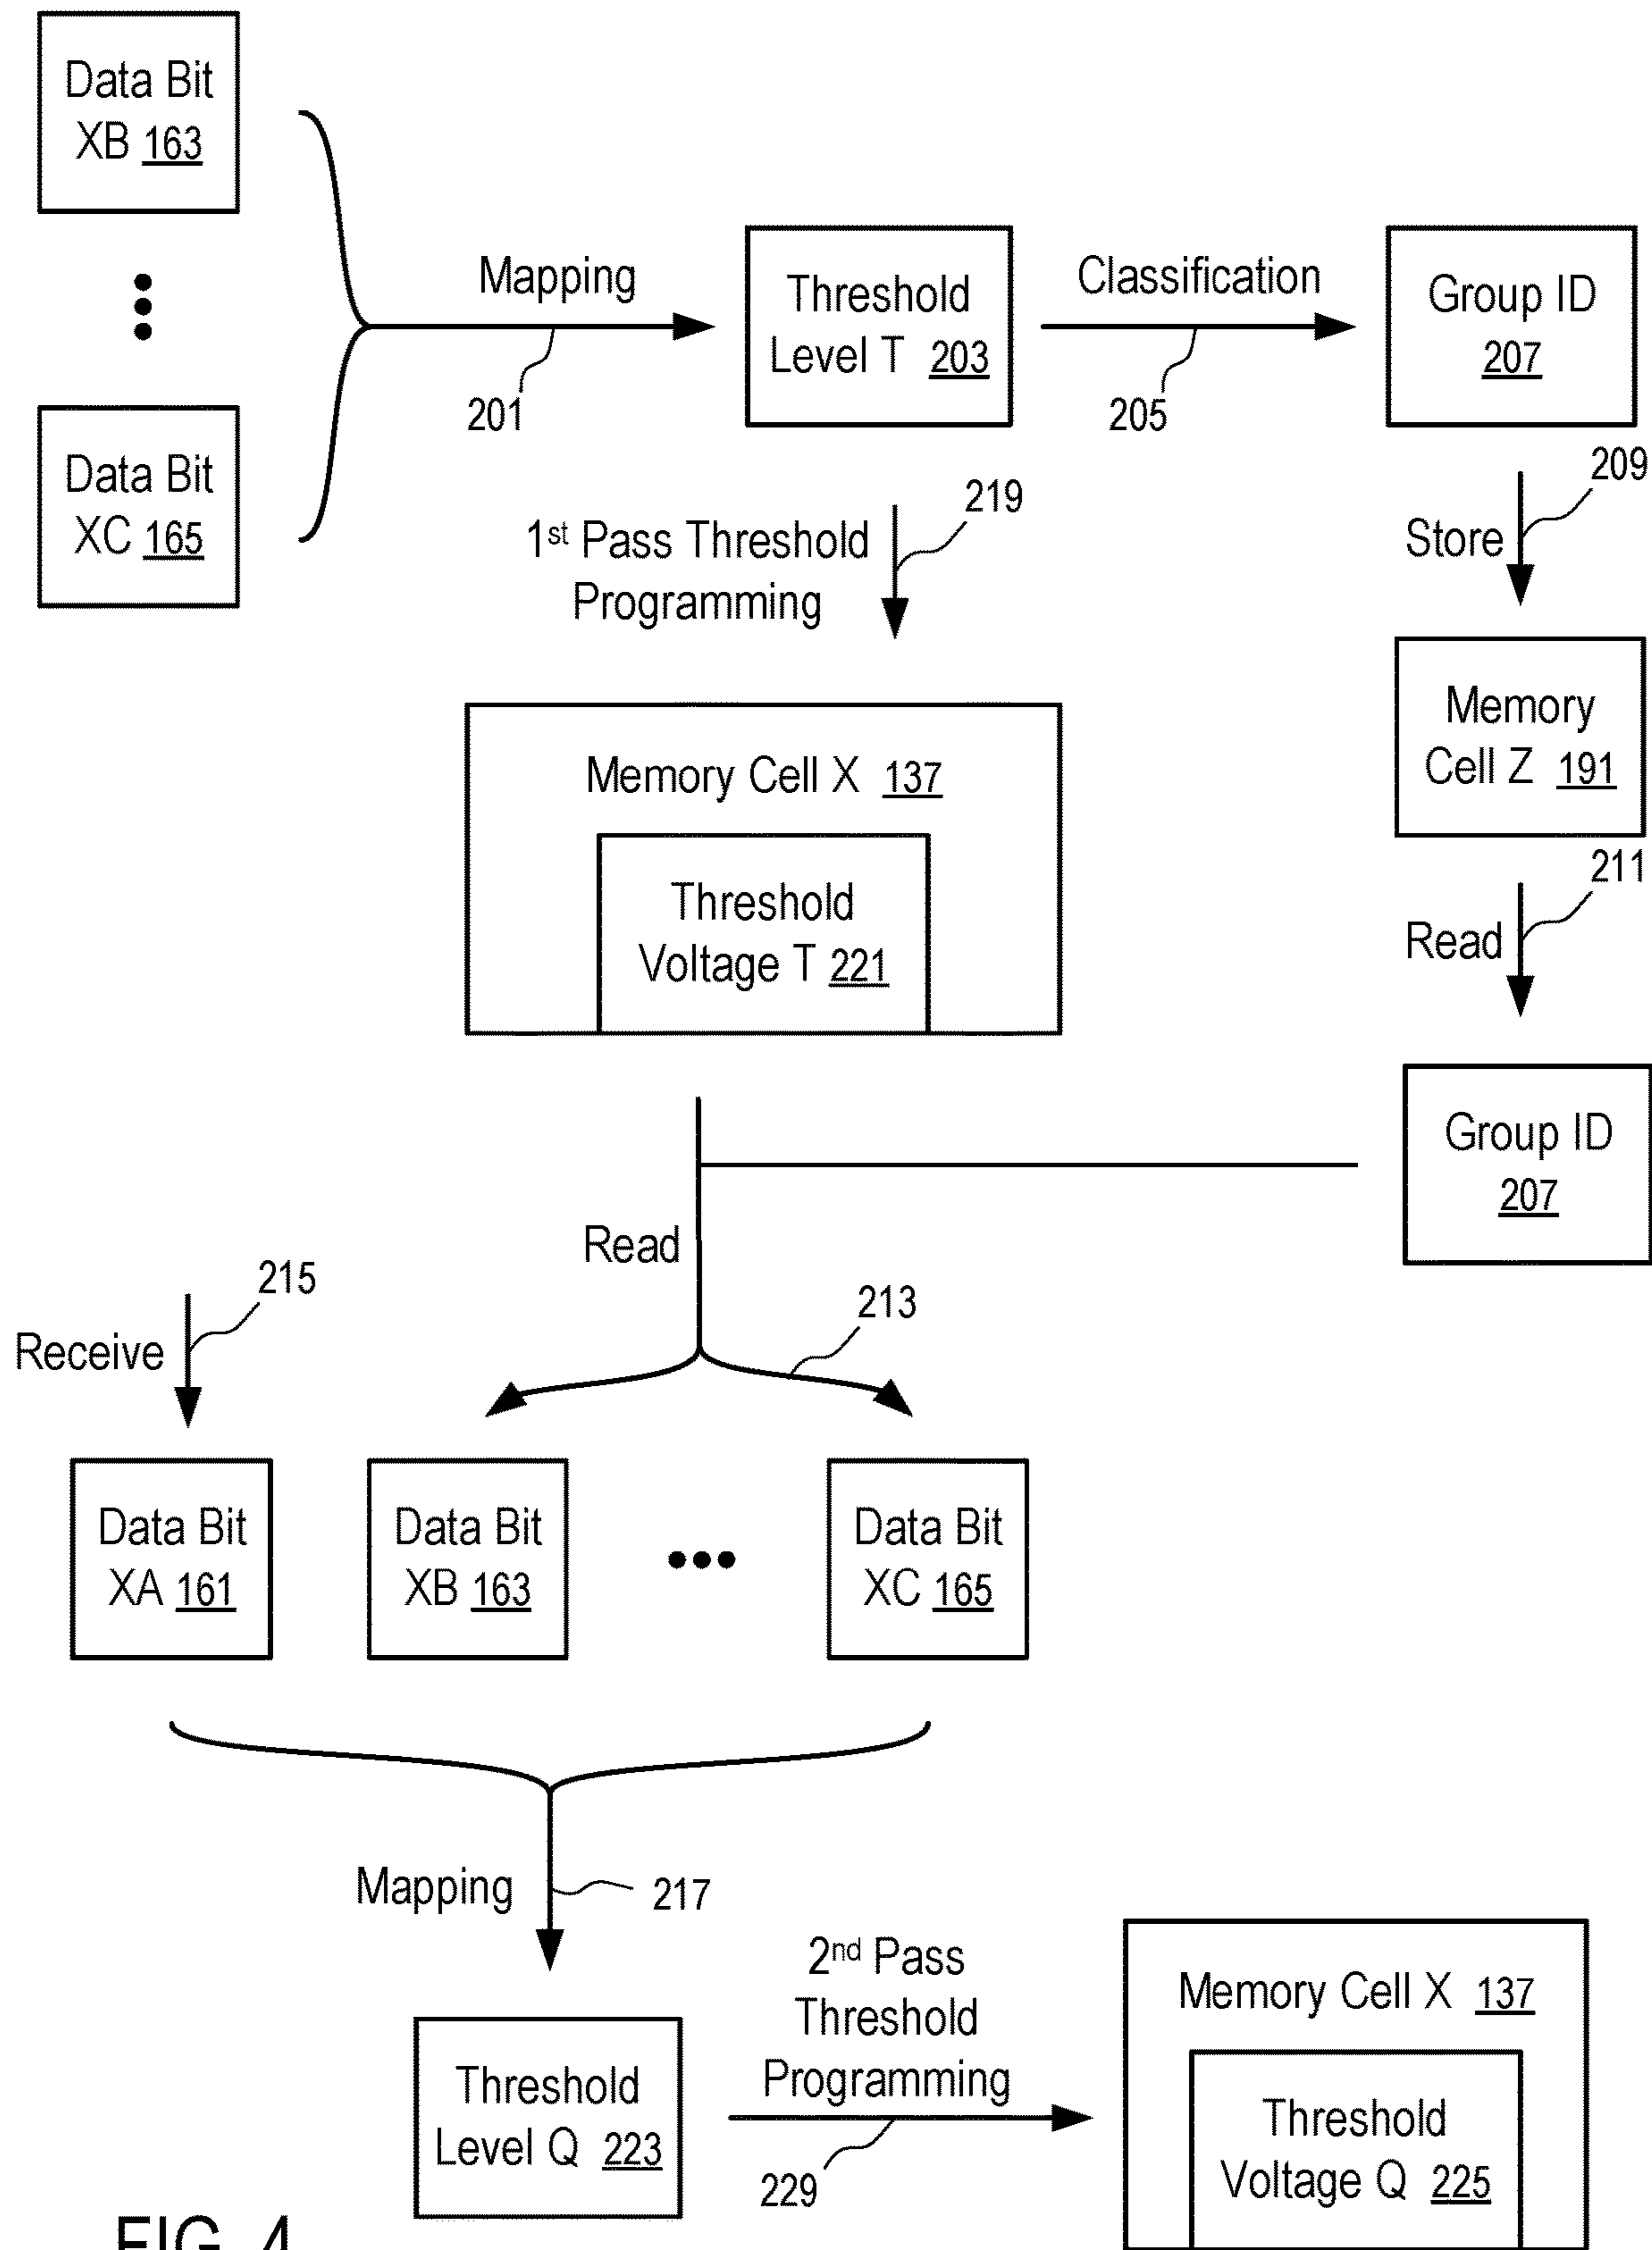 Data Bit
XB 163
Data Bit
XC 165
Mapping
201
Threshold
Level T 203
Classification
205
Group ID
207
209
Store
219
1st Pass Threshold
Programming
Memory
Cell Z 191
Memory Cell X 137
Threshold
Voltage T 221
211
Read
Group ID
207
Read
213
215
Receive
Data Bit
XA 161
Data Bit
XB 163
Data Bit
XC 165
Mapping
217
Threshold
Level Q 223
2nd Pass
Threshold
Programming
229
Memory Cell X 137
Threshold
Voltage Q 225
FIG. 4